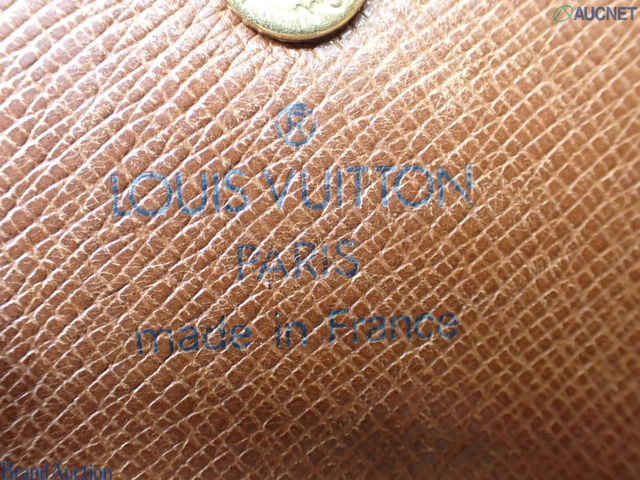 AUCNET
®
LOUIS VUITTON
PARIS
made in France
Brand Auction